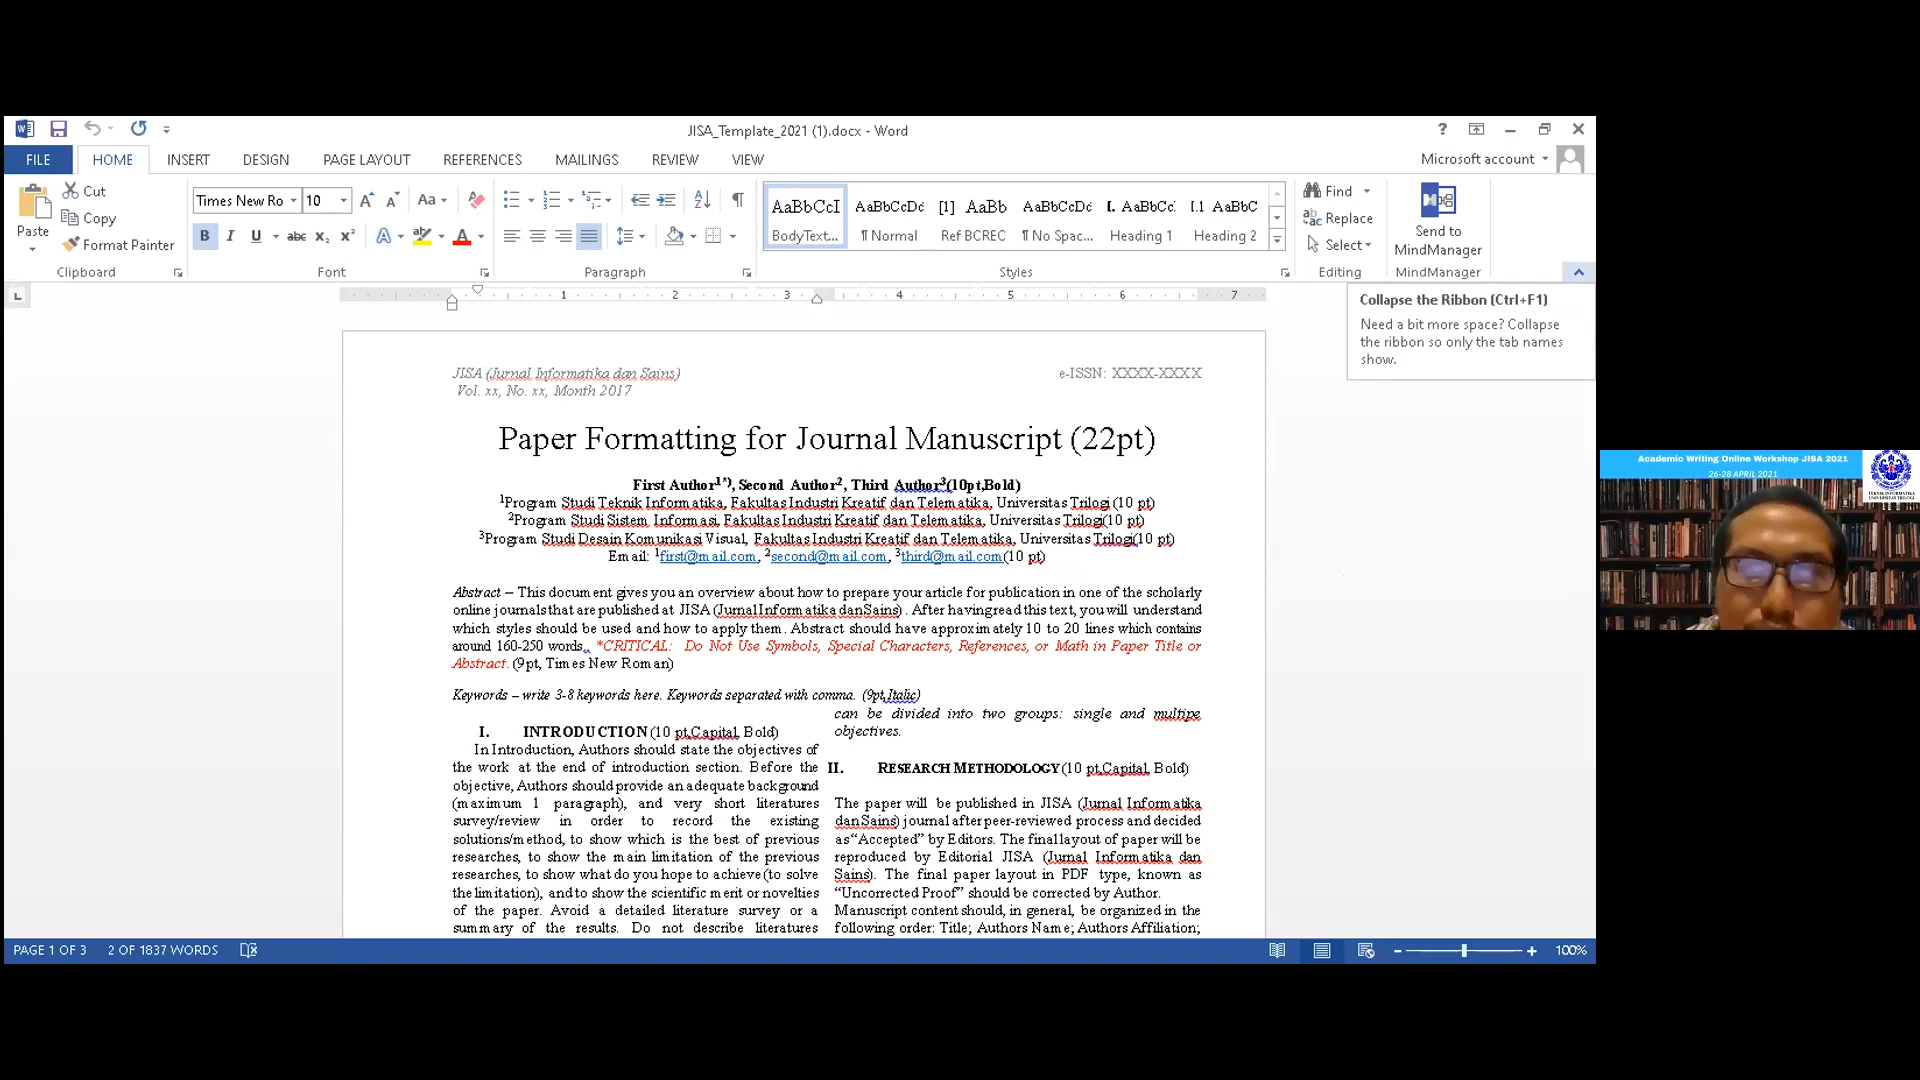 JISA_Template_2021 (1).docx - Word
FILE HOME INSERT DESIGN PAGE LAYOUT REFERENCES MAILINGS REVIEW VIEW
Microsoft account
Paste
Cut
Copy
Format Painter
Clipboard
Times New Ro 10
Aa
B I U abc x₂ x² A A
Font
Paragraph
AaBbCcI AaBbCcDc [1] AaBb AaBbCcDc I. AaBbCc I.1 AaBbC
BodyText... ¶ Normal Ref BCREC ¶ No Spac... Heading 1 Heading 2
Styles
Find
Replace
Select
Editing
Send to
MindManager
MindManager
1 2 3 4 5 6 7
Collapse the Ribbon (Ctrl+F1)
Need a bit more space? Collapse
the ribbon so only the tab names
show.
JISA (Jurnal Informatika dan Sains) e-ISSN: XXXX-XXXX
Vol. xx, No. xx, Month 2017
Paper Formatting for Journal Manuscript (22pt)
First Author¹*⁾, Second Author², Third Author³(10pt,Bold)
¹Program Studi Teknik Informatika, Fakultas Industri Kreatif dan Telematika, Universitas Trilogi (10 pt)
²Program Studi Sistem Informasi, Fakultas Industri Kreatif dan Telematika, Universitas Trilogi(10 pt)
³Program Studi Desain Komunikasi Visual, Fakultas Industri Kreatif dan Telematika, Universitas Trilogi(10 pt)
Email: ¹first@mail.com, ²second@mail.com, ³third@mail.com(10 pt)
Abstract – This document gives you an overview about how to prepare your article for publication in one of the scholarly
online journals that are published at JISA (Jurnal Informatika dan Sains) . After having read this text, you will understand
which styles should be used and how to apply them. Abstract should have approximately 10 to 20 lines which contains
around 160-250 words,. *CRITICAL: Do Not Use Symbols, Special Characters, References, or Math in Paper Title or
Abstract. (9pt, Times New Roman)
Keywords – write 3-8 keywords here. Keywords separated with comma. (9pt,Italic)
I. INTRODUCTION (10 pt,Capital, Bold)
In Introduction, Authors should state the objectives of
the work at the end of introduction section. Before the
objective, Authors should provide an adequate background
(maximum 1 paragraph), and very short literatures
survey/review in order to record the existing
solutions/method, to show which is the best of previous
researches, to show the main limitation of the previous
researches, to show what do you hope to achieve (to solve
the limitation), and to show the scientific merit or novelties
of the paper. Avoid a detailed literature survey or a
summary of the results. Do not describe literatures
can be divided into two groups: single and multipe
objectives.
II. RESEARCH METHODOLOGY (10 pt,Capital, Bold)
The paper will be published in JISA (Jurnal Informatika
dan Sains) journal after peer-reviewed process and decided
as “Accepted” by Editors. The final layout of paper will be
reproduced by Editorial JISA (Jurnal Informatika dan
Sains). The final paper layout in PDF type, known as
“Uncorrected Proof” should be corrected by Author.
Manuscript content should, in general, be organized in the
following order: Title; Authors Name; Authors Affiliation;
PAGE 1 OF 3 2 OF 1837 WORDS
100%
Academic Writing Online Workshop JISA 2021
26-28 APRIL 2021
TEKNIK INFORMATIKA
UNIVERSITAS TRILOGI